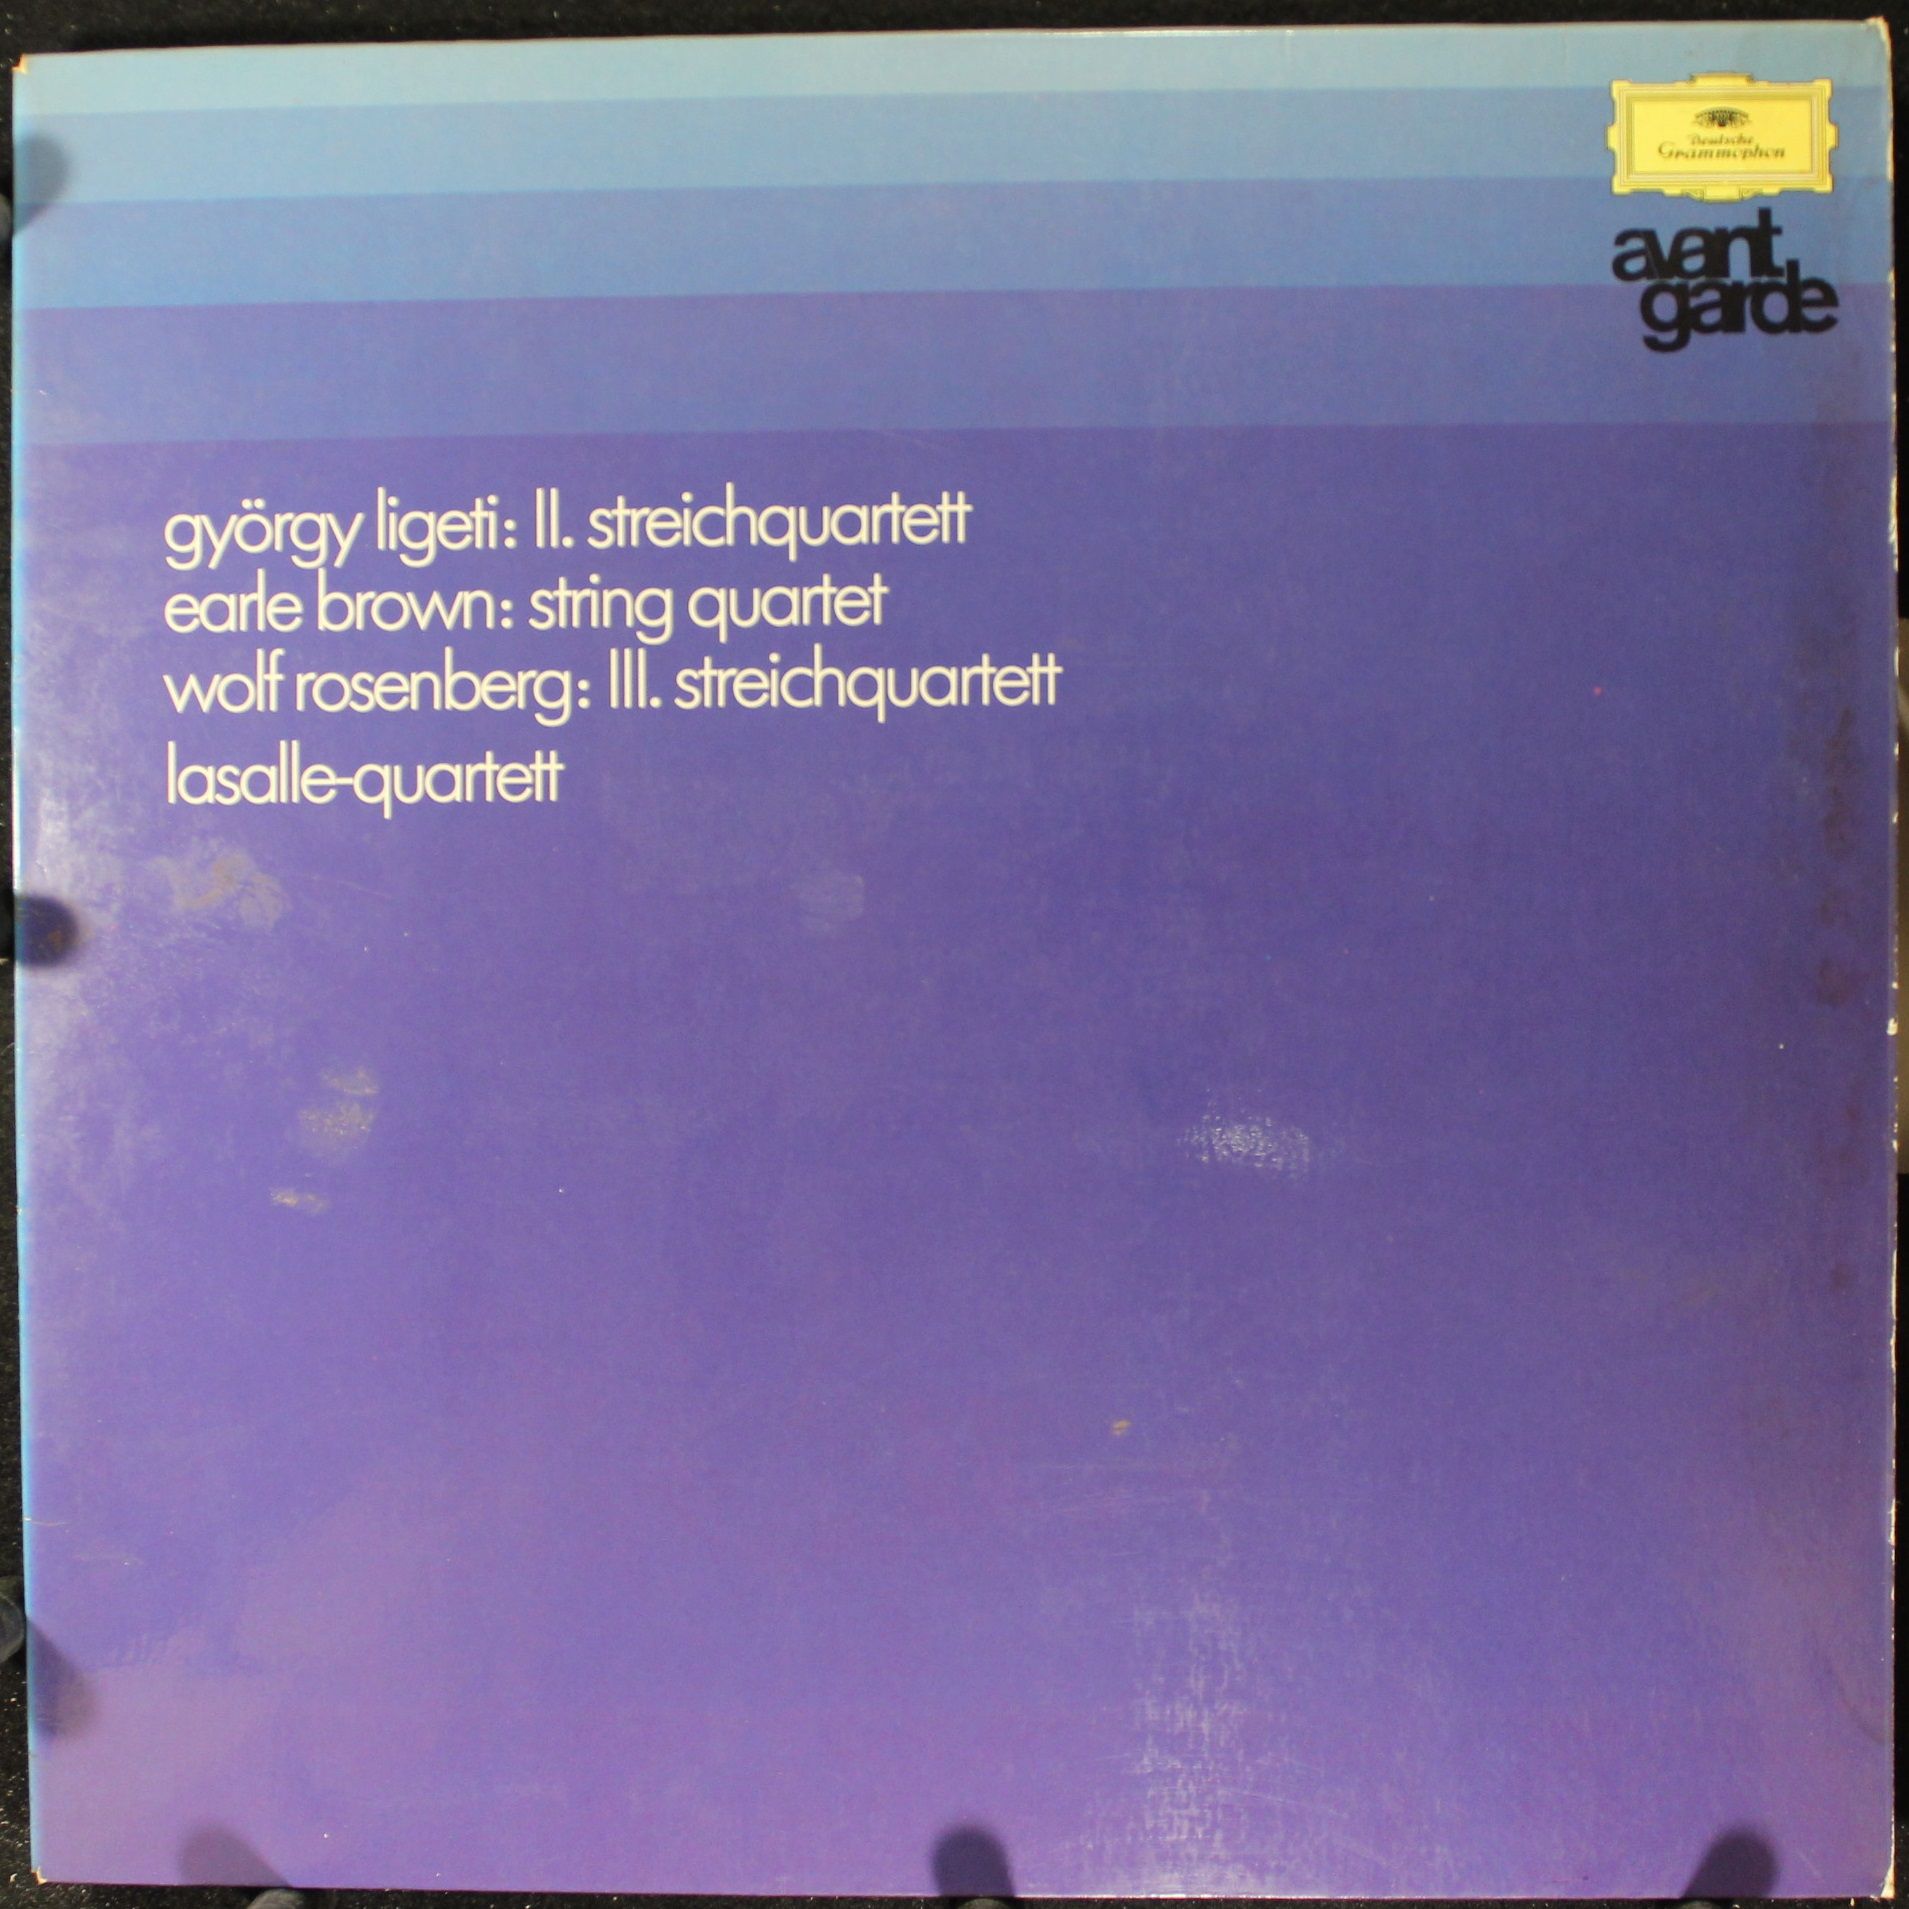 Deutsche
Grammophon
avant
garde
györgy ligeti: II. streichquartett
earle brown: string quartet
wolf rosenberg: III. streichquartett
lasalle-quartett